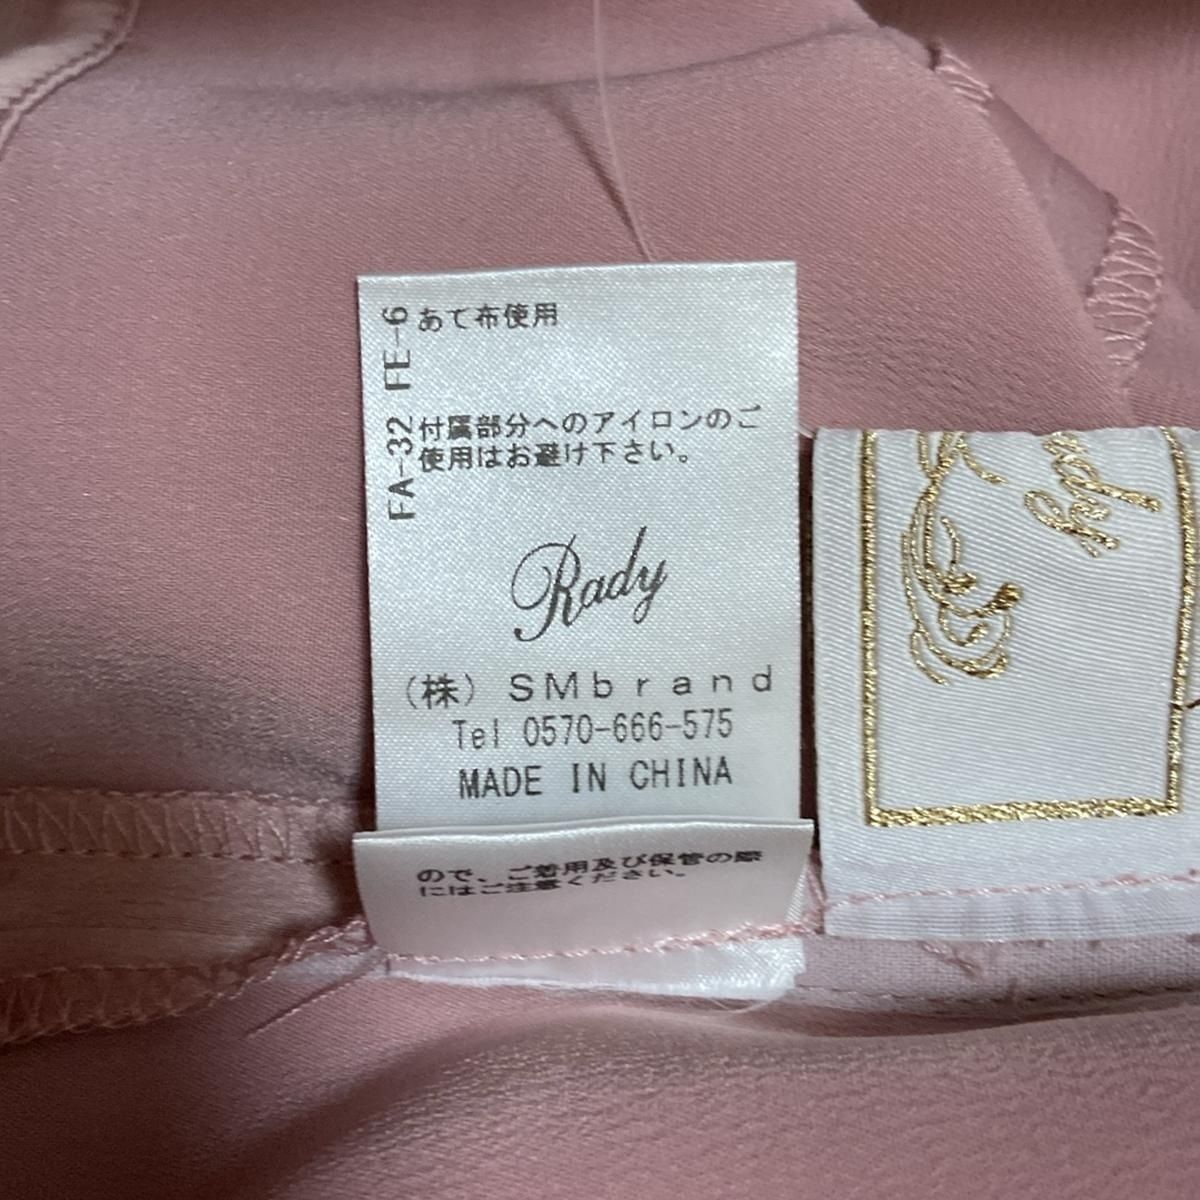 FA-32 FE-6
あて布使用
付属部分へのアイロンのご
使用はお避け下さい。
Rady
(株) SMbrand
Tel 0570-666-575
MADE IN CHINA
ので、ご着用及び保管の際
にはご注意ください。